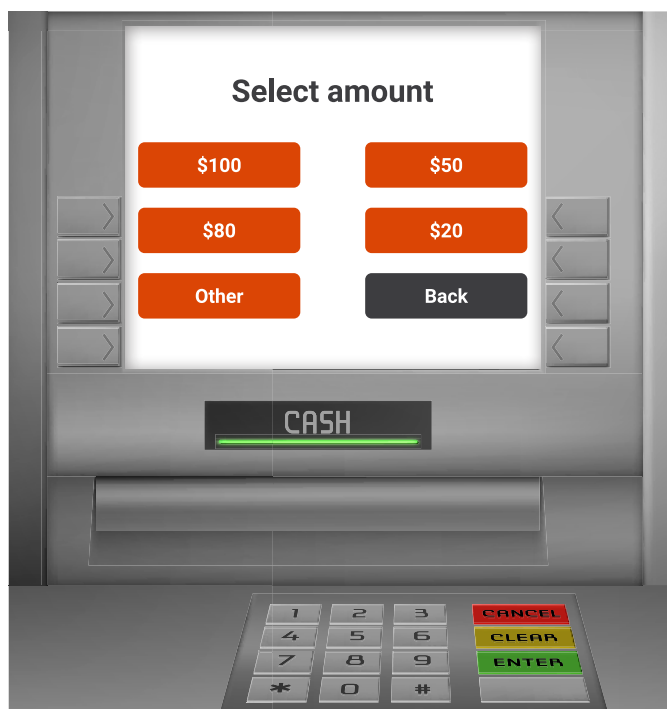 Select amount
$100 $50
$80 $20
Other Back
CASH
1 2 3 CANCEL
4 5 6 CLEAR
7 8 9 ENTER
* 0 #